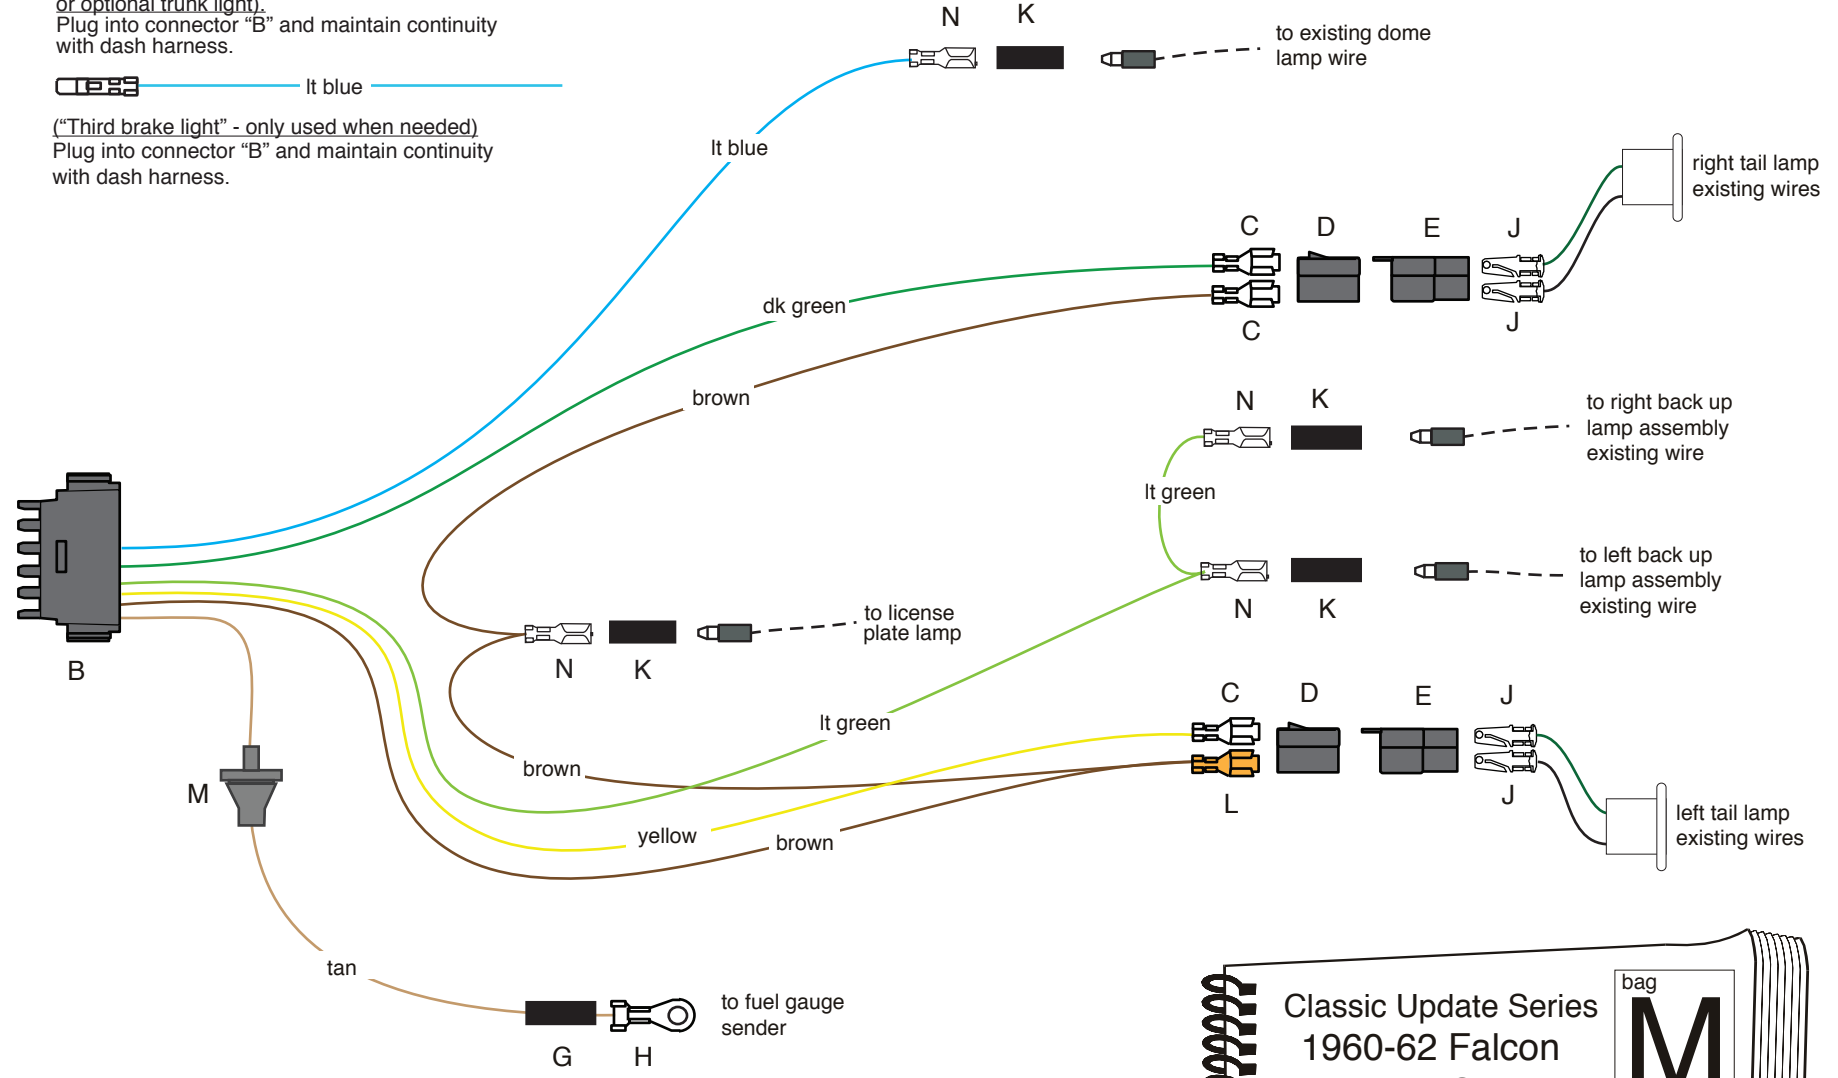 or optional trunk light).
Plug into connector “B” and maintain continuity
with dash harness.
lt blue
(“Third brake light” - only used when needed)
Plug into connector “B” and maintain continuity
with dash harness.
N K
to existing dome
lamp wire
lt blue
right tail lamp
existing wires
C D E J
dk green
C J
brown
N K
to right back up
lamp assembly
existing wire
lt green
to left back up
lamp assembly
existing wire
N K
to license
plate lamp
B
N K
C D E J
lt green
brown
M
L J
yellow
brown
left tail lamp
existing wires
tan
to fuel gauge
sender
G H
bag
M
Classic Update Series
1960-62 Falcon